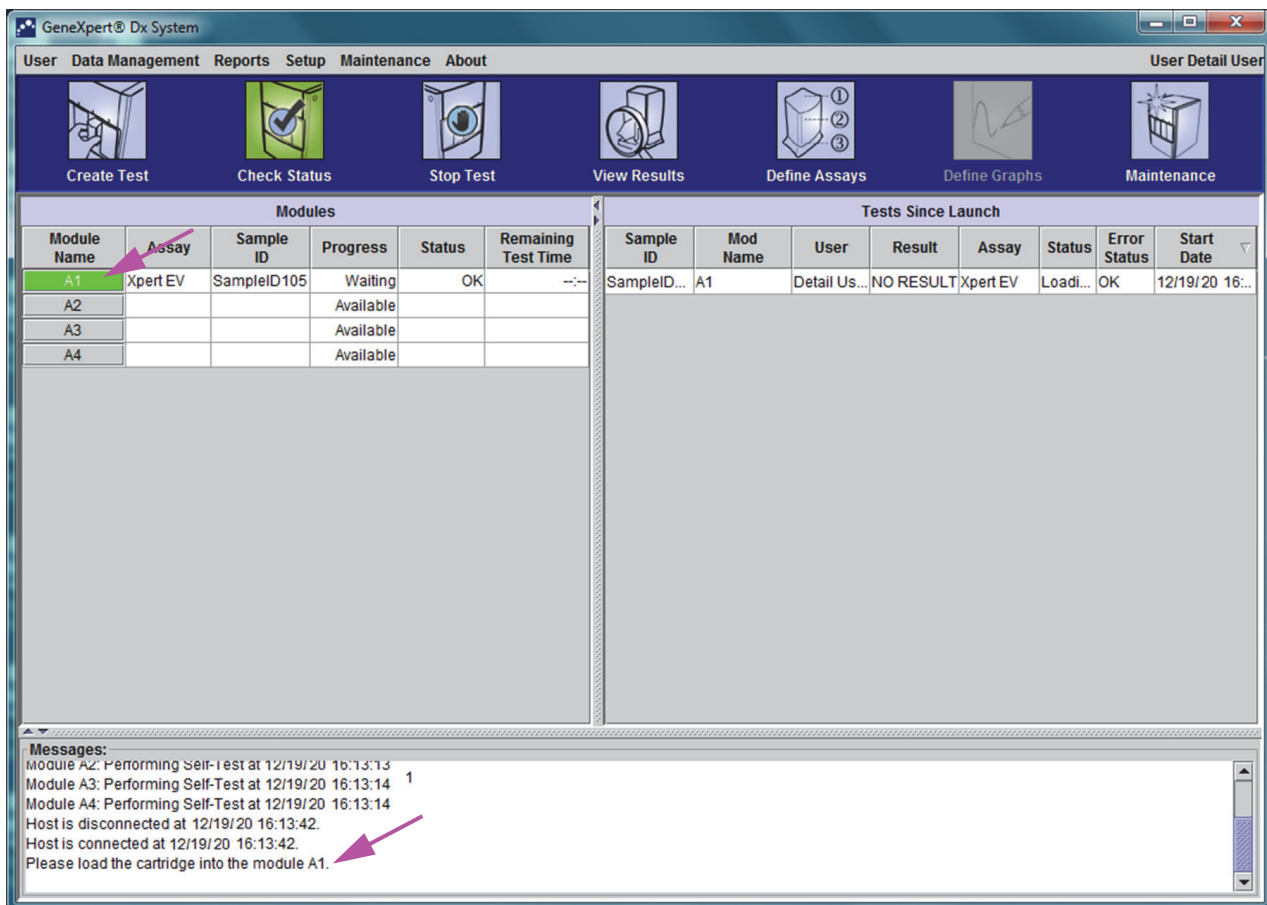 GeneXpert® Dx System
User Data Management Reports Setup Maintenance About User Detail User
Create Test Check Status Stop Test View Results Define Assays Define Graphs Maintenance
①
②
③
Modules
Module Name Assay Sample ID Progress Status Remaining Test Time
A1 Xpert EV SampleID105 Waiting OK --:--
A2 Available
A3 Available
A4 Available
Tests Since Launch
Sample ID Mod Name User Result Assay Status Error Status Start Date
SampleID... A1 Detail Us... NO RESULT Xpert EV Loadi... OK 12/19/20 16:..
Messages:
Module A2: Performing Self-Test at 12/19/20 16:13:13
Module A3: Performing Self-Test at 12/19/20 16:13:14 1
Module A4: Performing Self-Test at 12/19/20 16:13:14
Host is disconnected at 12/19/20 16:13:42.
Host is connected at 12/19/20 16:13:42.
Please load the cartridge into the module A1.